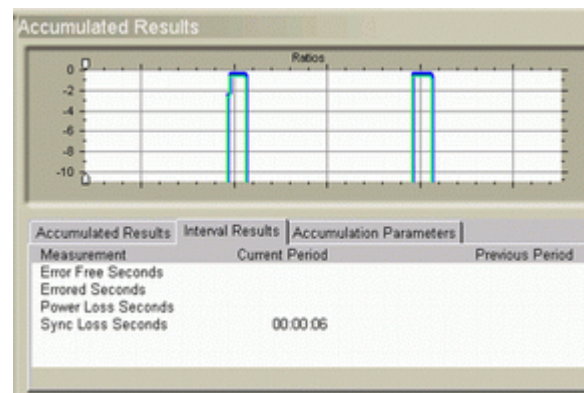 Accumulated Results
Ratios
0
-2
-4
-6
-8
-10
Accumulated Results Interval Results Accumulation Parameters
Measurement Current Period Previous Period
Error Free Seconds
Errored Seconds
Power Loss Seconds
Sync Loss Seconds 00:00:06